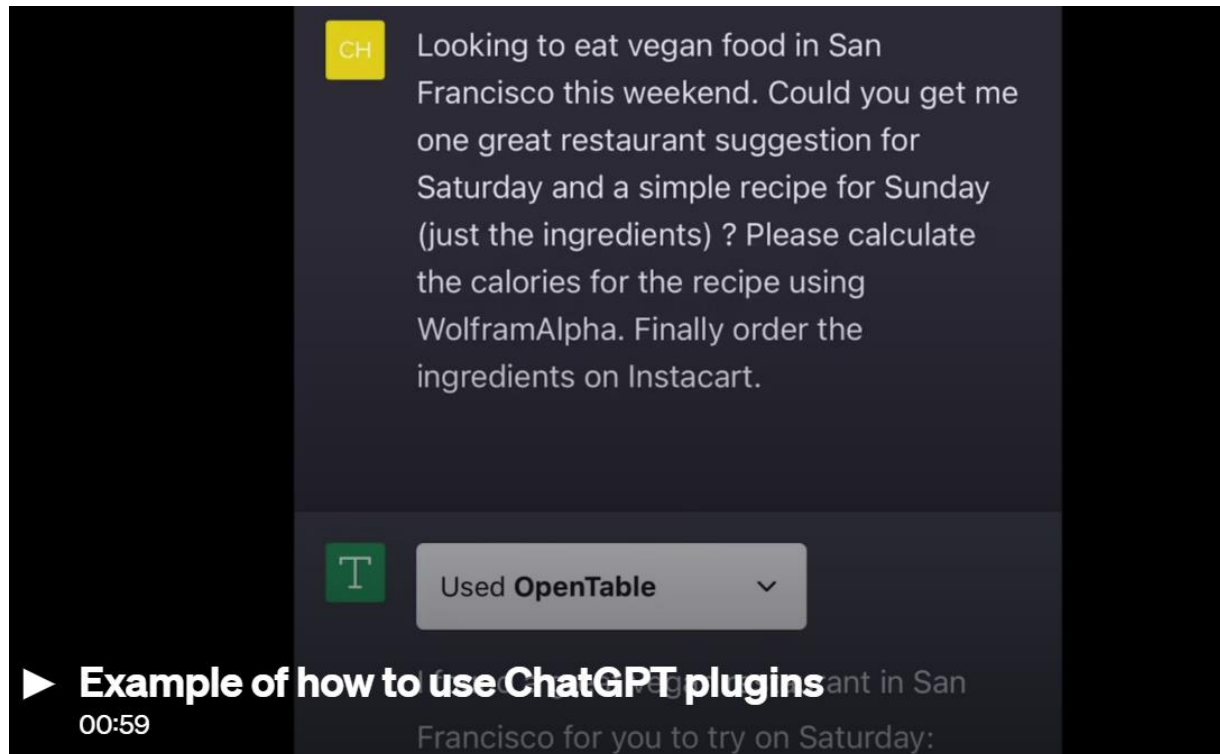 CH
Looking to eat vegan food in San
Francisco this weekend. Could you get me
one great restaurant suggestion for
Saturday and a simple recipe for Sunday
(just the ingredients) ? Please calculate
the calories for the recipe using
WolframAlpha. Finally order the
ingredients on Instacart.
T
Used OpenTable
Example of how to use ChatGPT plugins
ant in San
00:59
Francisco for you to try on Saturday: